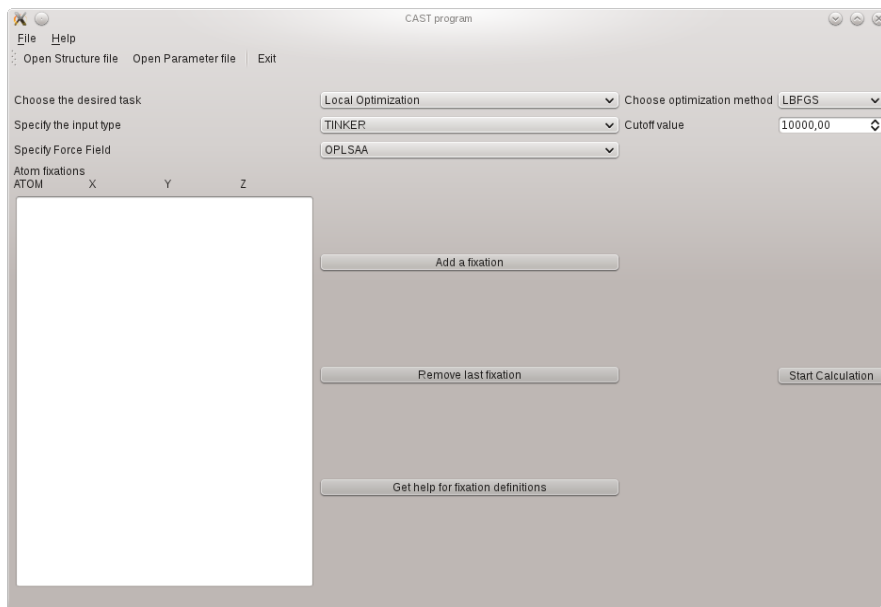 CAST program
File Help
Open Structure file Open Parameter file Exit
Choose the desired task Local Optimization Choose optimization method LBFGS
Specify the input type TINKER Cutoff value 10000,00
Specify Force Field OPLSAA
Atom fixations
ATOM X Y Z
Add a fixation
Remove last fixation Start Calculation
Get help for fixation definitions